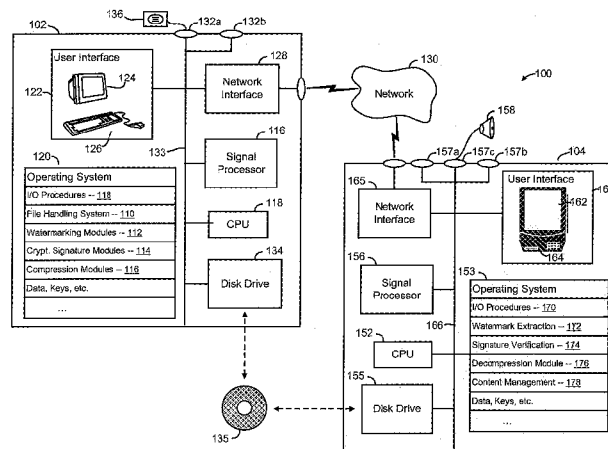 136
132a
132b
102
128
130
100
User Interface
124
122
126
Network
Interface
Network
158
133
116
Signal
Processor
157a
157c
157b
104
120
Operating System
I/O Procedures -- 118
File Handling System -- 110
Watermarking Modules -- 112
Crypt. Signature Modules -- 114
Compression Modules -- 116
Data, Keys, etc.
...
118
CPU
134
Disk Drive
165
Network
Interface
User Interface
162
164
156
Signal
Processor
166
153
Operating System
I/O Procedures -- 170
Watermark Extraction -- 172
Signature Verification -- 174
Decompression Module -- 176
Content Management -- 178
Data, Keys, etc.
...
152
CPU
155
Disk Drive
135